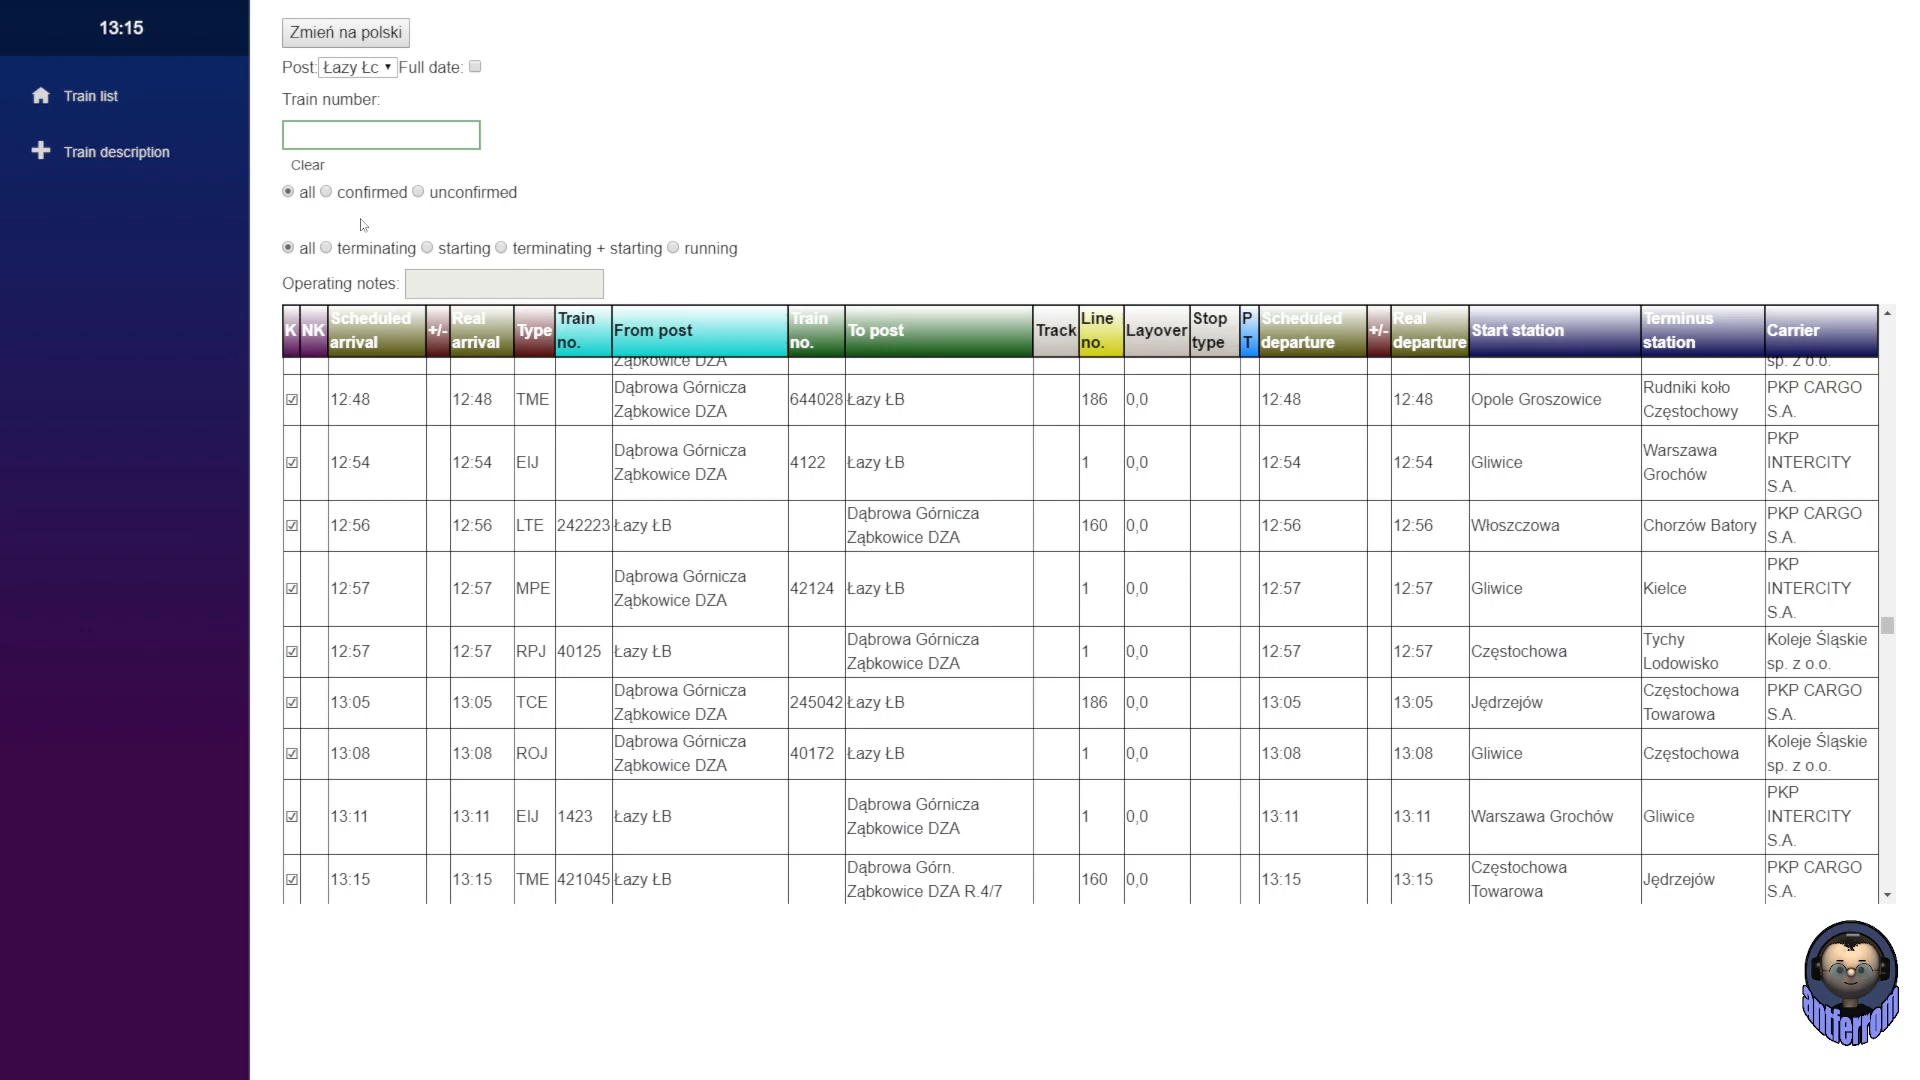 13:15
Train list
Train description
Zmień na polski
Post: Łazy Łc Full date:
Train number:
Clear
all confirmed unconfirmed
all terminating starting terminating + starting running
Operating notes:
K NK Scheduled arrival +/- Real arrival Type Train no. From post Train no. To post Track Line no. Layover Stop type P T Scheduled departure +/- Real departure Start station Terminus station Carrier
Ząbkowice DZA sp. z o.o.
12:48 12:48 TME Dąbrowa Górnicza Ząbkowice DZA 644028 Łazy ŁB 186 0,0 12:48 12:48 Opole Groszowice Rudniki koło Częstochowy PKP CARGO S.A.
12:54 12:54 EIJ Dąbrowa Górnicza Ząbkowice DZA 4122 Łazy ŁB 1 0,0 12:54 12:54 Gliwice Warszawa Grochów PKP INTERCITY S.A.
12:56 12:56 LTE 242223 Łazy ŁB Dąbrowa Górnicza Ząbkowice DZA 160 0,0 12:56 12:56 Włoszczowa Chorzów Batory PKP CARGO S.A.
12:57 12:57 MPE Dąbrowa Górnicza Ząbkowice DZA 42124 Łazy ŁB 1 0,0 12:57 12:57 Gliwice Kielce PKP INTERCITY S.A.
12:57 12:57 RPJ 40125 Łazy ŁB Dąbrowa Górnicza Ząbkowice DZA 1 0,0 12:57 12:57 Częstochowa Tychy Lodowisko Koleje Śląskie sp. z o.o.
13:05 13:05 TCE Dąbrowa Górnicza Ząbkowice DZA 245042 Łazy ŁB 186 0,0 13:05 13:05 Jędrzejów Częstochowa Towarowa PKP CARGO S.A.
13:08 13:08 ROJ Dąbrowa Górnicza Ząbkowice DZA 40172 Łazy ŁB 1 0,0 13:08 13:08 Gliwice Częstochowa Koleje Śląskie sp. z o.o.
13:11 13:11 EIJ 1423 Łazy ŁB Dąbrowa Górnicza Ząbkowice DZA 1 0,0 13:11 13:11 Warszawa Grochów Gliwice PKP INTERCITY S.A.
13:15 13:15 TME 421045 Łazy ŁB Dąbrowa Górn. Ząbkowice DZA R.4/7 160 0,0 13:15 13:15 Częstochowa Towarowa Jędrzejów PKP CARGO S.A.
antferrom